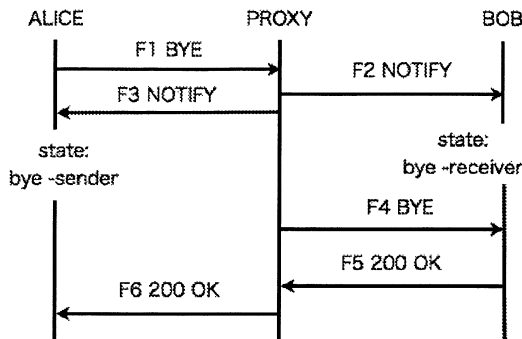 ALICE PROXY BOB
F1 BYE
F2 NOTIFY
F3 NOTIFY
state:
bye -sender
state:
bye -receiver
F4 BYE
F5 200 OK
F6 200 OK